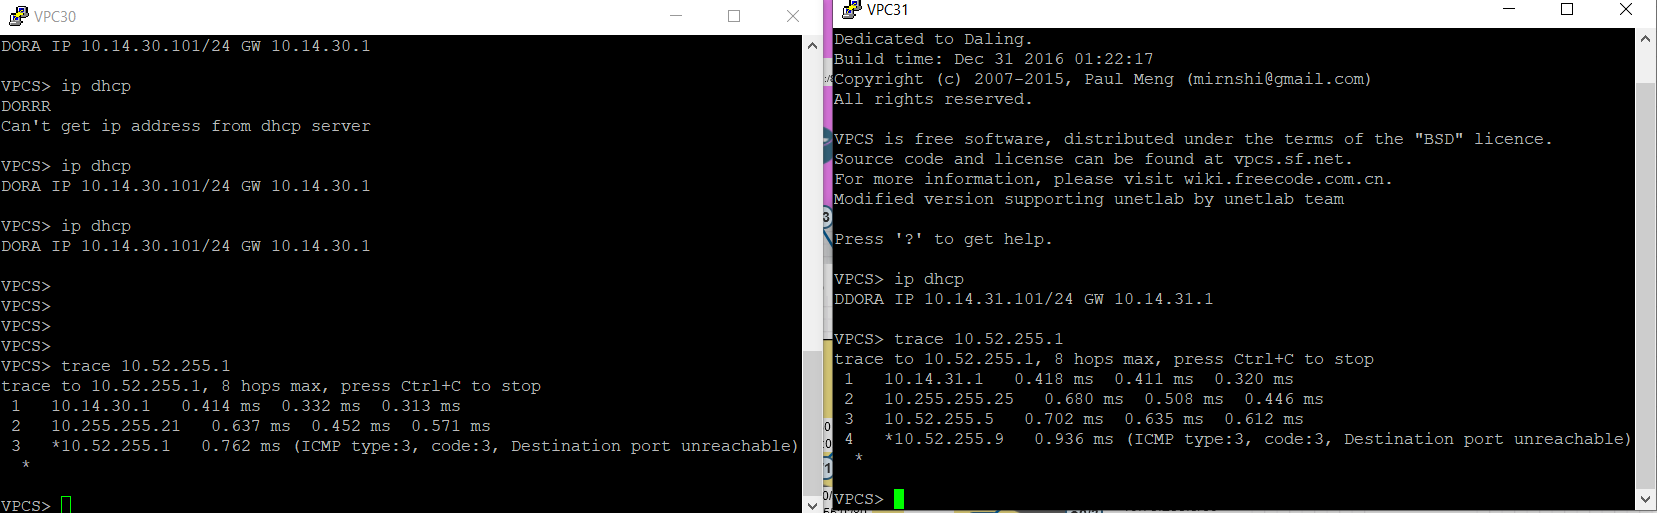 VPC30
DORA IP 10.14.30.101/24 GW 10.14.30.1
VPCS> ip dhcp
DORRR
Can't get ip address from dhcp server
VPCS> ip dhcp
DORA IP 10.14.30.101/24 GW 10.14.30.1
VPCS> ip dhcp
DORA IP 10.14.30.101/24 GW 10.14.30.1
VPCS>
VPCS>
VPCS>
VPCS>
VPCS> trace 10.52.255.1
trace to 10.52.255.1, 8 hops max, press Ctrl+C to stop
1 10.14.30.1 0.414 ms 0.332 ms 0.313 ms
2 10.255.255.21 0.637 ms 0.452 ms 0.571 ms
3 *10.52.255.1 0.762 ms (ICMP type:3, code:3, Destination port unreachable)
*
VPCS>
VPC31
Dedicated to Daling.
Build time: Dec 31 2016 01:22:17
Copyright (c) 2007-2015, Paul Meng (mirnshi@gmail.com)
All rights reserved.
VPCS is free software, distributed under the terms of the "BSD" licence.
Source code and license can be found at vpcs.sf.net.
For more information, please visit wiki.freecode.com.cn.
Modified version supporting unetlab by unetlab team
Press '?' to get help.
VPCS> ip dhcp
DDORA IP 10.14.31.101/24 GW 10.14.31.1
VPCS> trace 10.52.255.1
trace to 10.52.255.1, 8 hops max, press Ctrl+C to stop
1 10.14.31.1 0.418 ms 0.411 ms 0.320 ms
2 10.255.255.25 0.680 ms 0.508 ms 0.446 ms
3 10.52.255.5 0.702 ms 0.635 ms 0.612 ms
4 *10.52.255.9 0.936 ms (ICMP type:3, code:3, Destination port unreachable)
*
VPCS>